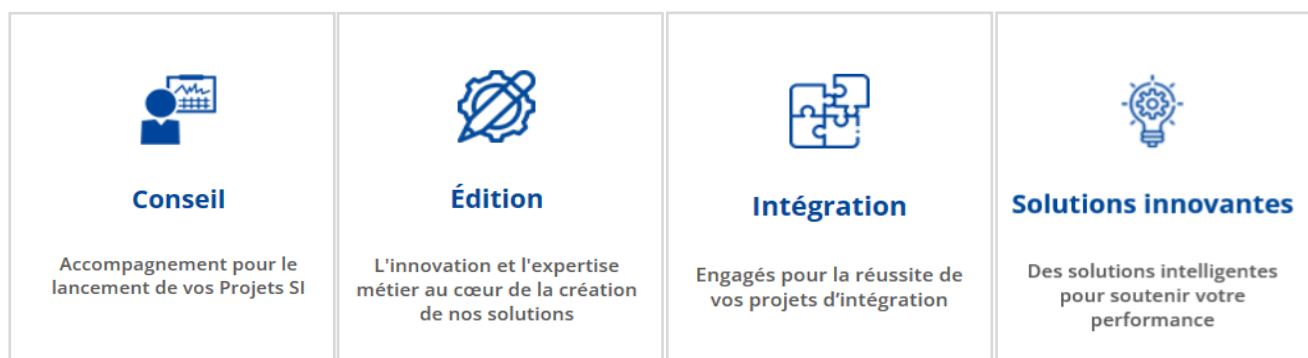 Conseil
Accompagnement pour le
lancement de vos Projets SI
Édition
L'innovation et l'expertise
métier au cœur de la création
de nos solutions
Intégration
Engagés pour la réussite de
vos projets d’intégration
Solutions innovantes
Des solutions intelligentes
pour soutenir votre
performance